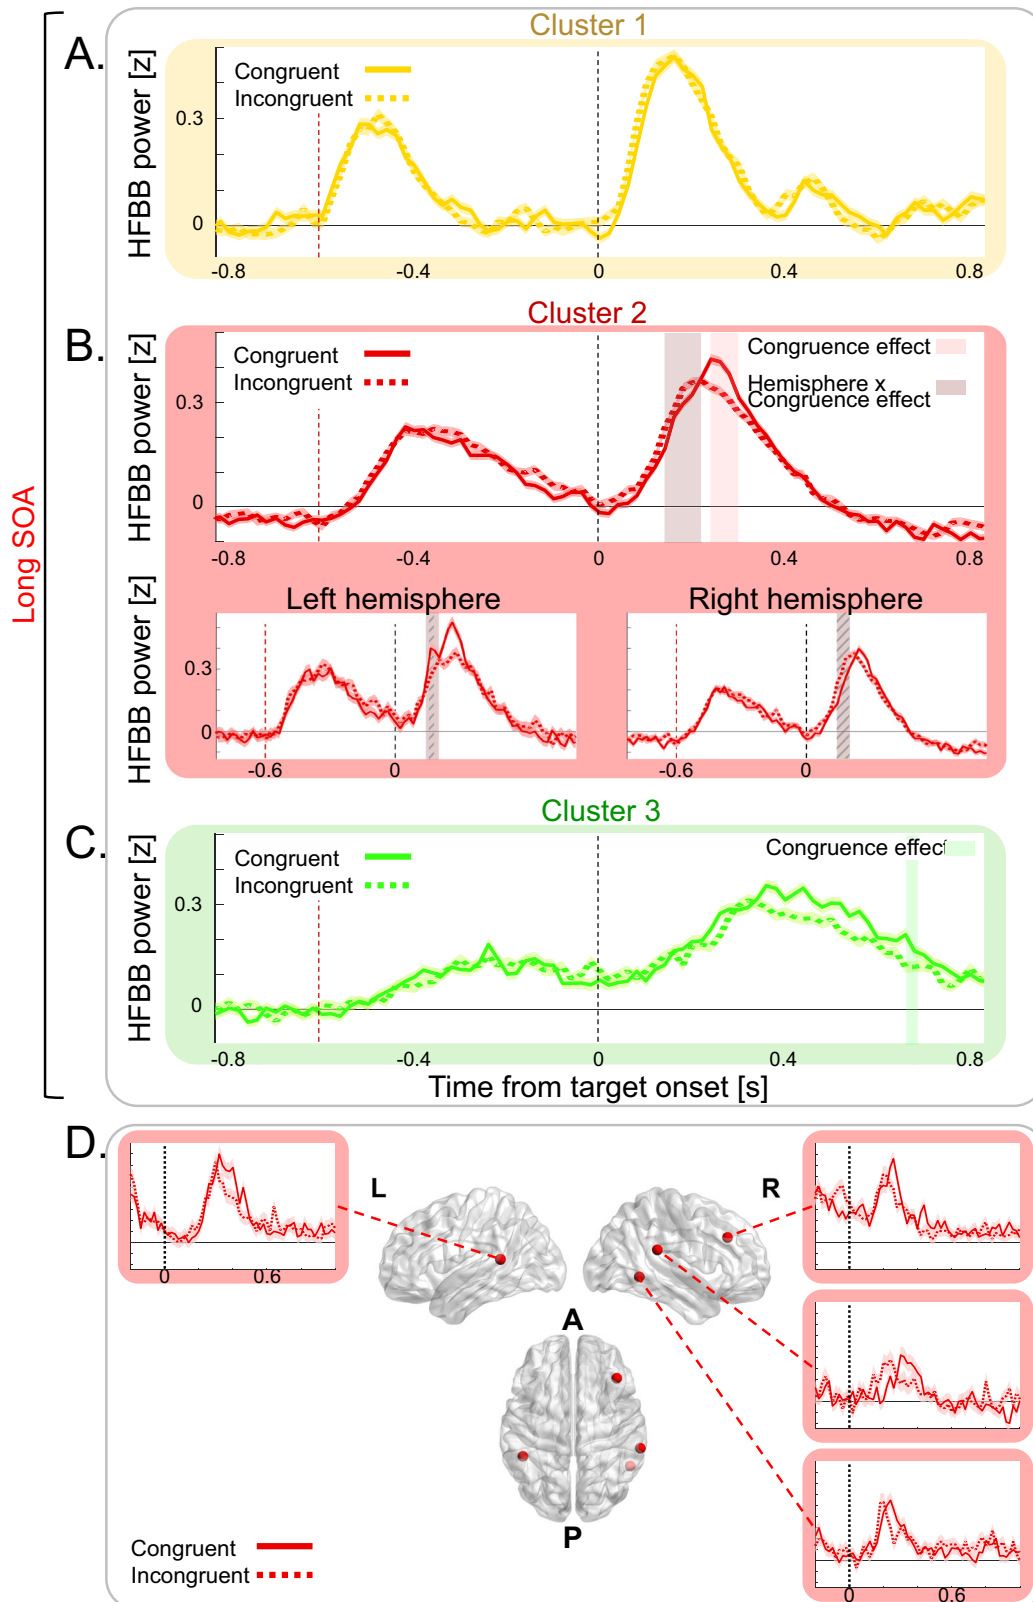 Long SOA
A.
Cluster 1
HFBB power [z]
Congruent
Incongruent
0.3
0
-0.8 -0.4 0 0.4 0.8
B.
Cluster 2
HFBB power [z]
Congruent
Incongruent
Congruence effect
Hemisphere x
Congruence effect
0.3
0
-0.8 -0.4 0 0.4 0.8
Left hemisphere
Right hemisphere
HFBB power [z]
0.3
0
-0.6 0
-0.6 0
C.
Cluster 3
HFBB power [z]
Congruent
Incongruent
Congruence effect
0.3
0
-0.8 -0.4 0 0.4 0.8
Time from target onset [s]
D.
0 0.6
L
R
A
P
0 0.6
Congruent
Incongruent